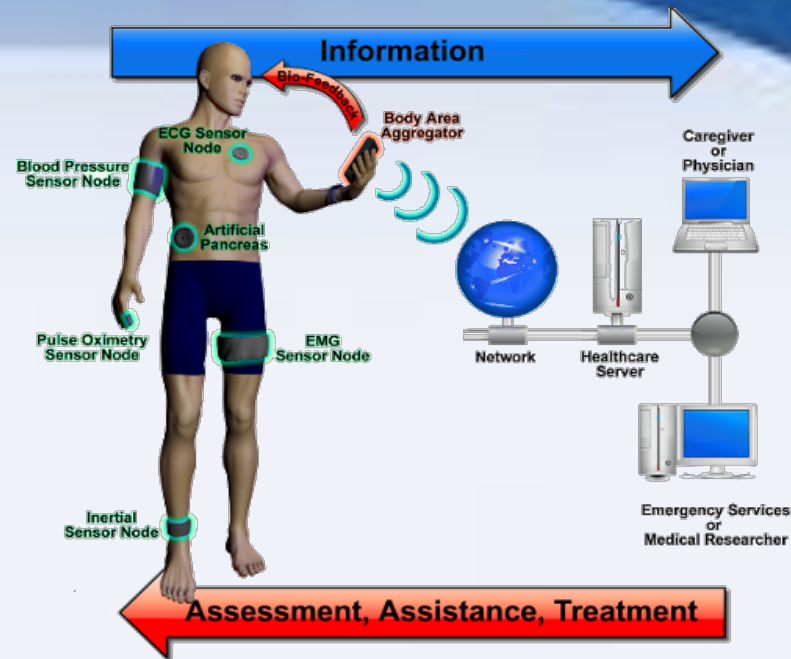 Information
Bio-Feedback
Body Area
Aggregator
ECG Sensor
Node
Blood Pressure
Sensor Node
Artificial
Pancreas
Pulse Oximetry
Sensor Node
EMG
Sensor Node
Inertial
Sensor Node
Caregiver
or
Physician
Network
Healthcare
Server
Emergency Services
or
Medical Researcher
Assessment, Assistance, Treatment